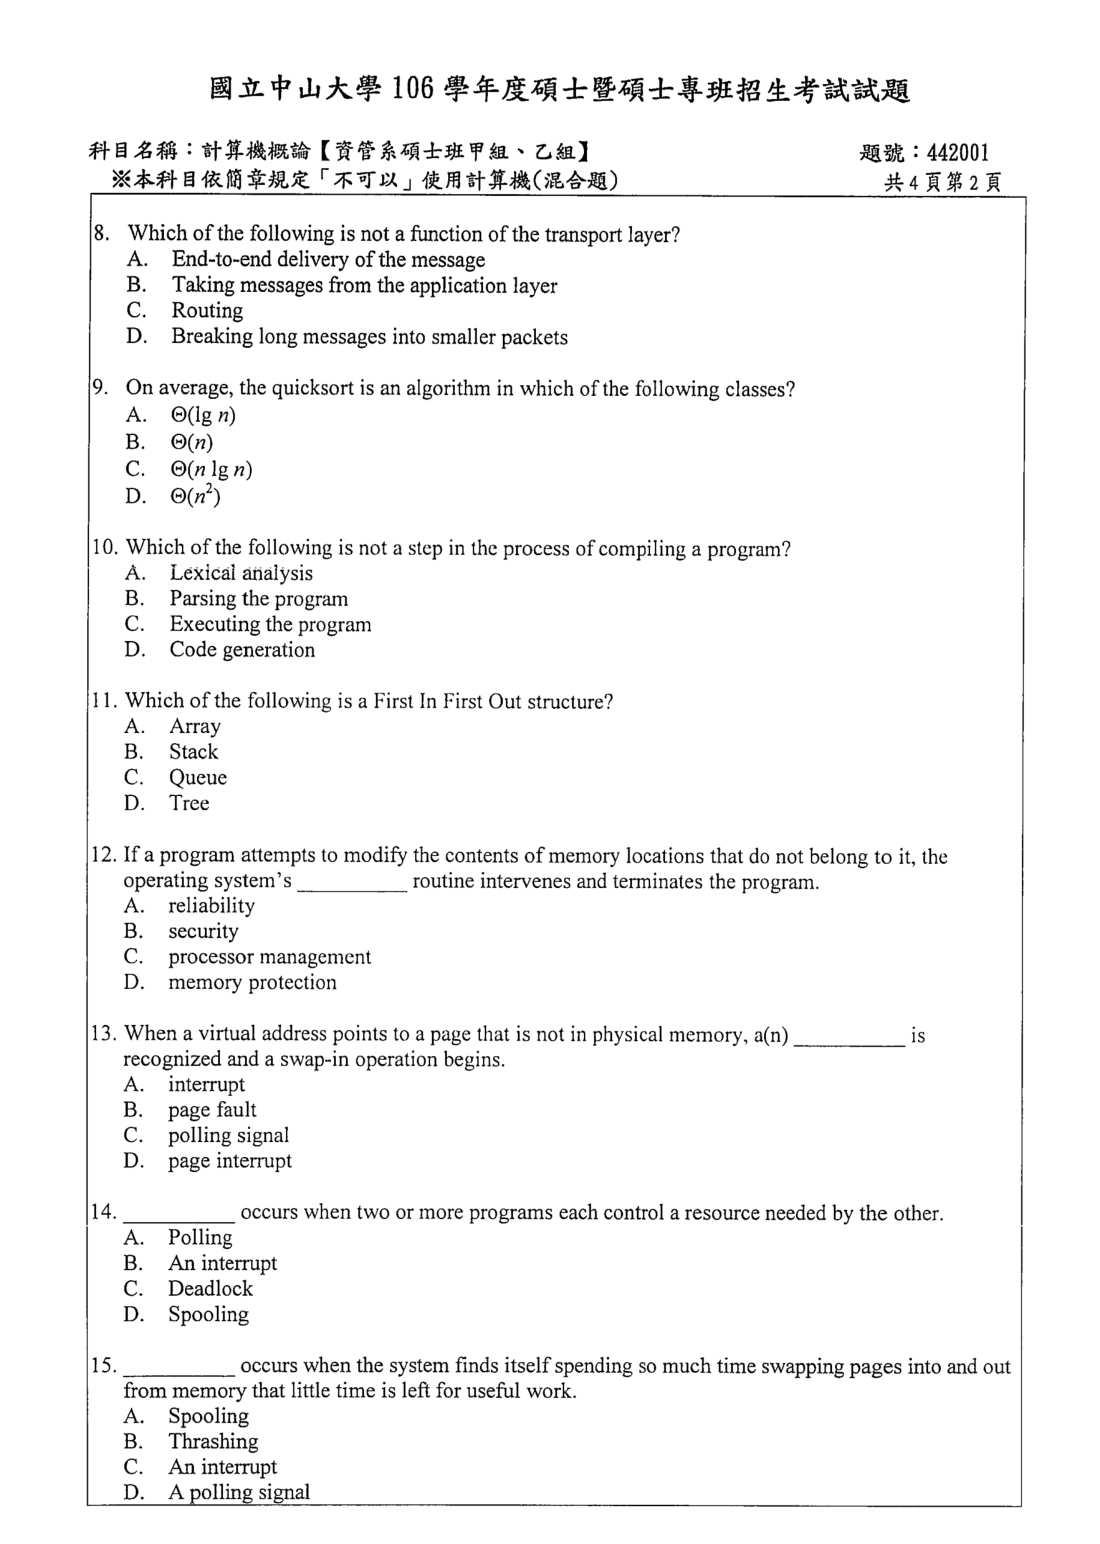 國立中山大學 106 學年度碩士暨碩士專班招生考試試題
科目名稱：計算機概論【資管系碩士班甲組、乙組】 題號：442001
※本科目依簡章規定「不可以」使用計算機(混合題) 共 4 頁第 2 頁
8. Which of the following is not a function of the transport layer?
A. End-to-end delivery of the message
B. Taking messages from the application layer
C. Routing
D. Breaking long messages into smaller packets
9. On average, the quicksort is an algorithm in which of the following classes?
A. Θ(lg n)
B. Θ(n)
C. Θ(n lg n)
D. Θ(n²)
10. Which of the following is not a step in the process of compiling a program?
A. Lexical analysis
B. Parsing the program
C. Executing the program
D. Code generation
11. Which of the following is a First In First Out structure?
A. Array
B. Stack
C. Queue
D. Tree
12. If a program attempts to modify the contents of memory locations that do not belong to it, the
operating system's __________ routine intervenes and terminates the program.
A. reliability
B. security
C. processor management
D. memory protection
13. When a virtual address points to a page that is not in physical memory, a(n) __________ is
recognized and a swap-in operation begins.
A. interrupt
B. page fault
C. polling signal
D. page interrupt
14. __________ occurs when two or more programs each control a resource needed by the other.
A. Polling
B. An interrupt
C. Deadlock
D. Spooling
15. __________ occurs when the system finds itself spending so much time swapping pages into and out
from memory that little time is left for useful work.
A. Spooling
B. Thrashing
C. An interrupt
D. A polling signal